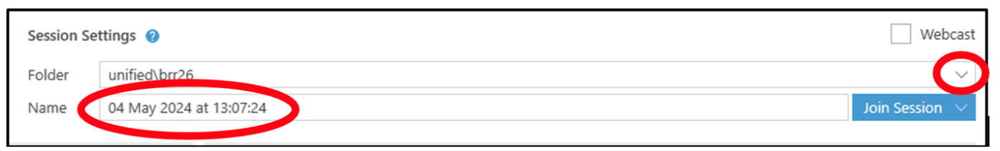 Session Settings ? Webcast
Folder unified\brr26
Name 04 May 2024 at 13:07:24 Join Session